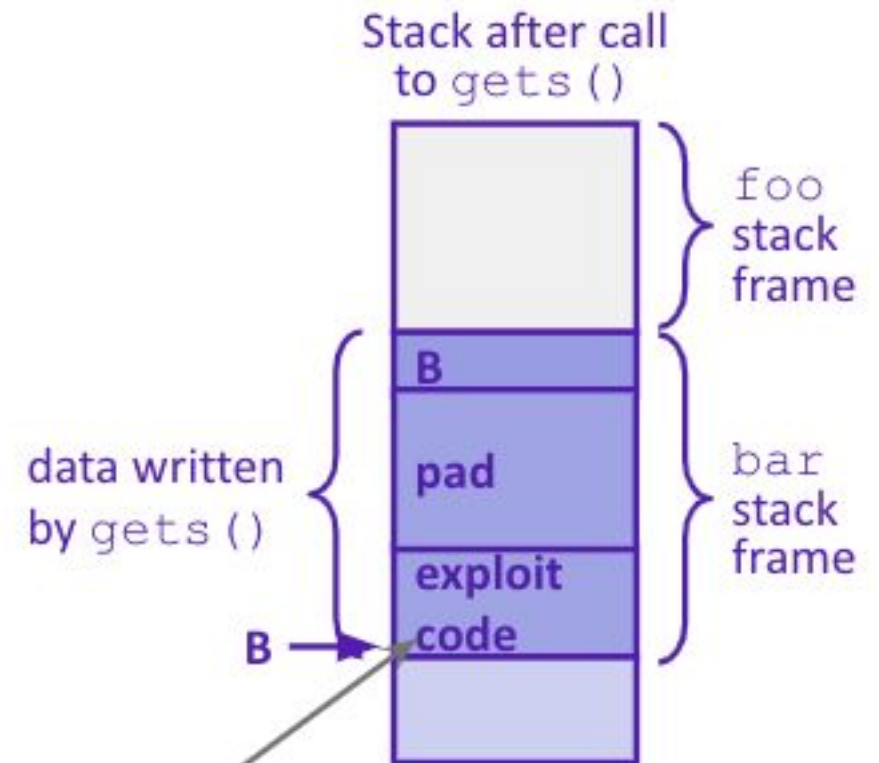 Stack after call
to gets()
foo
stack
frame
B
data written
by gets()
pad
bar
stack
frame
exploit
code
B